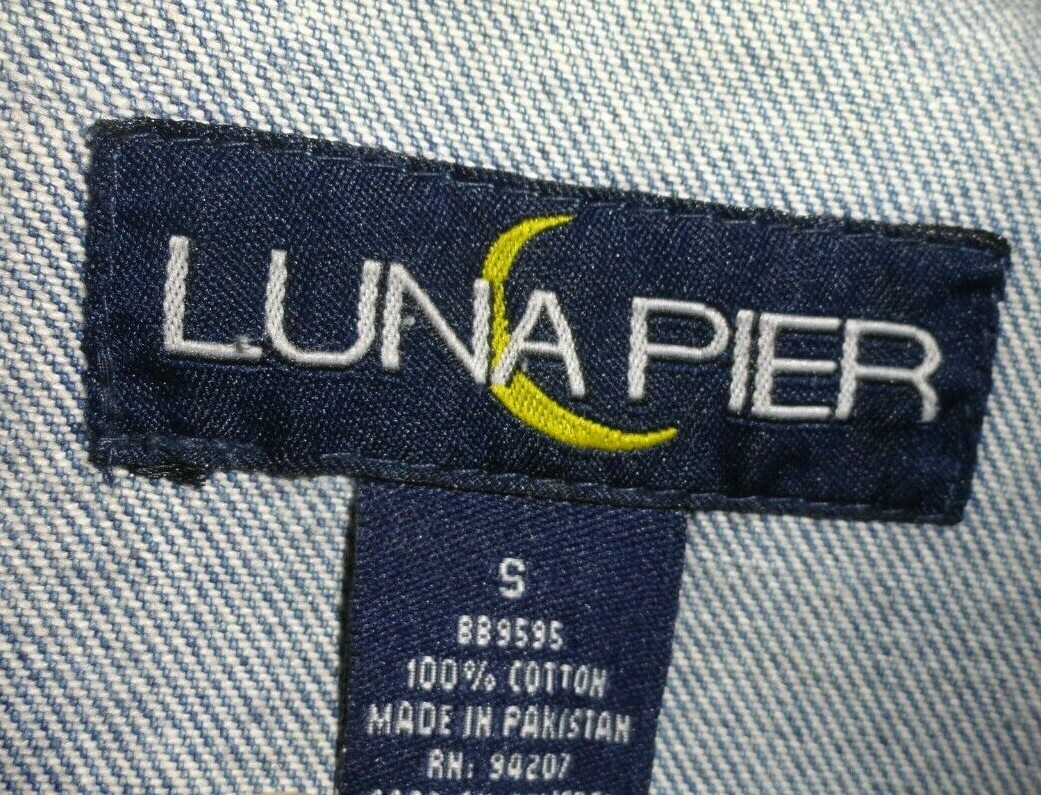 LUNA PIER
S
BB9595
100% COTTON
MADE IN PAKISTAN
RN: 94207